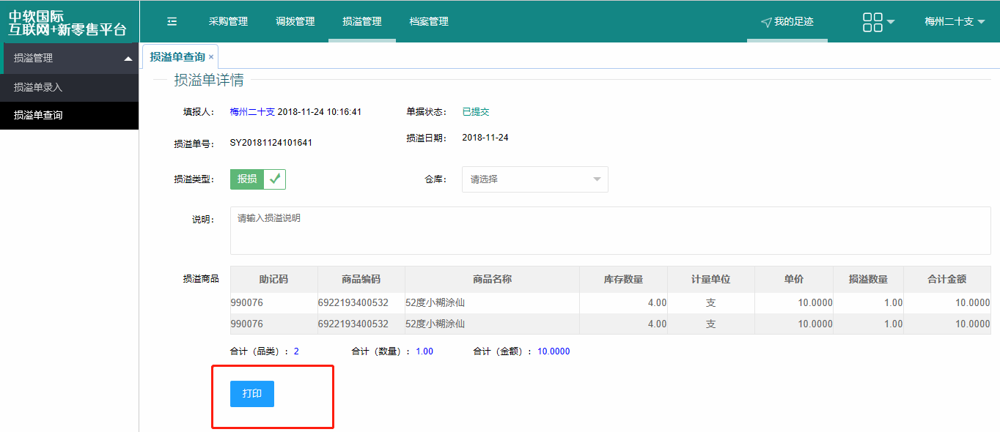 中软国际
互联网+新零售平台
采购管理 调拨管理 损溢管理 档案管理 我的足迹 梅州二十支
损溢管理
损溢单录入
损溢单查询
损溢单查询 ×
损溢单详情
填报人: 梅州二十支 2018-11-24 10:16:41 单据状态: 已提交
损溢单号: SY20181124101641 损溢日期: 2018-11-24
损溢类型: 报损 仓库: 请选择
说明: 请输入损溢说明
损溢商品 助记码 商品编码 商品名称 库存数量 计量单位 单价 损溢数量 合计金额
990076 6922193400532 52度小糊涂仙 4.00 支 10.0000 1.00 10.0000
990076 6922193400532 52度小糊涂仙 4.00 支 10.0000 1.00 10.0000
合计（品类）: 2 合计（数量）: 1.00 合计（金额）: 10.0000
打印